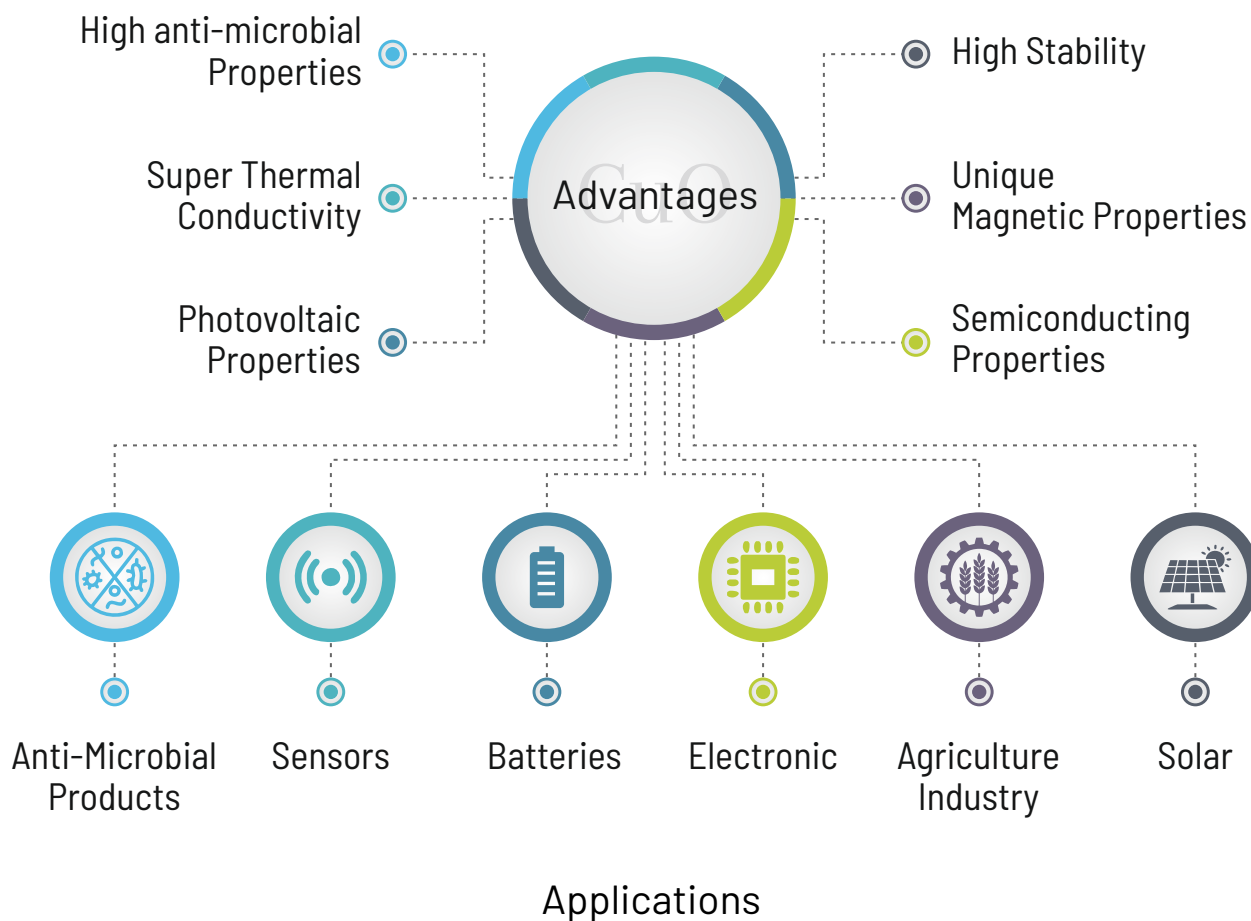 High anti-microbial
Properties
High Stability
CuO
Advantages
Super Thermal
Conductivity
Unique
Magnetic Properties
Photovoltaic
Properties
Semiconducting
Properties
Anti-Microbial
Products
Sensors
Batteries
Electronic
Agriculture
Industry
Solar
Applications